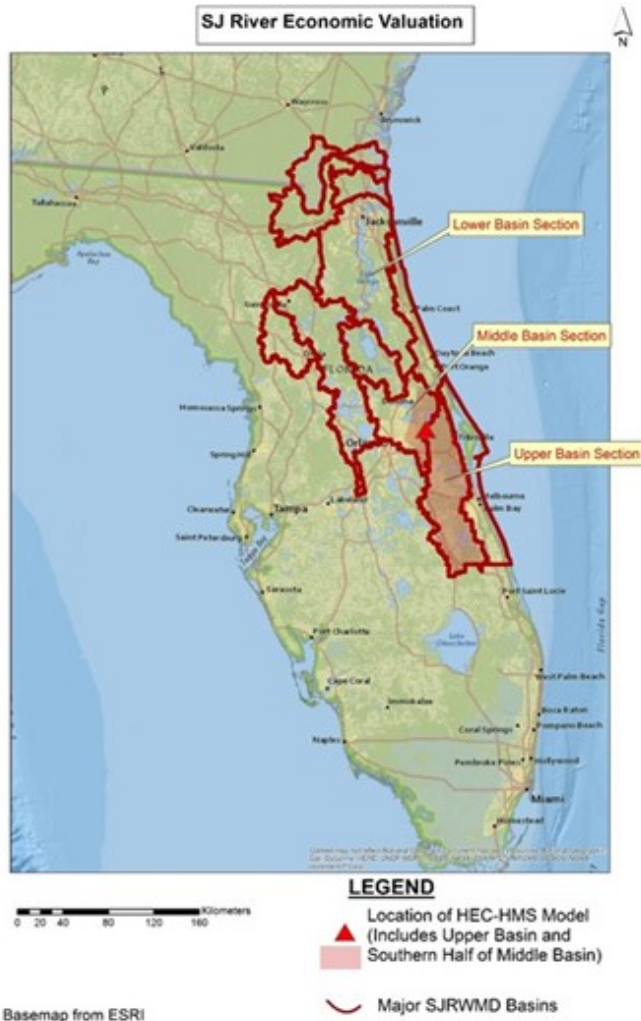 SJ River Economic Valuation
N
Waycross
Brunswick
Valdosta
Tallahassee
Jacksonville
Apalachee
Bay
Lower Basin Section
Palm Coast
Middle Basin Section
Daytona Beach
Port Orange
FLORIDA
Homosassa Springs
Spring Hill
Upper Basin Section
Melbourne
Palm Bay
Lakeland
Clearwater
Tampa
Saint Petersburg
Tampa Bay
Sarasota
Port Saint Lucie
Lake
Okeechobee
Port Charlotte
West Palm Beach
Cape Coral
Immokalee
Boca Raton
Coral Springs
Pompano Beach
Naples
Pembroke Pines
Hollywood
Miami
Homestead
LEGEND
Kilometers
0 20 40 80 120 160
Location of HEC-HMS Model
(Includes Upper Basin and
Southern Half of Middle Basin)
Major SJRWMD Basins
Basemap from ESRI